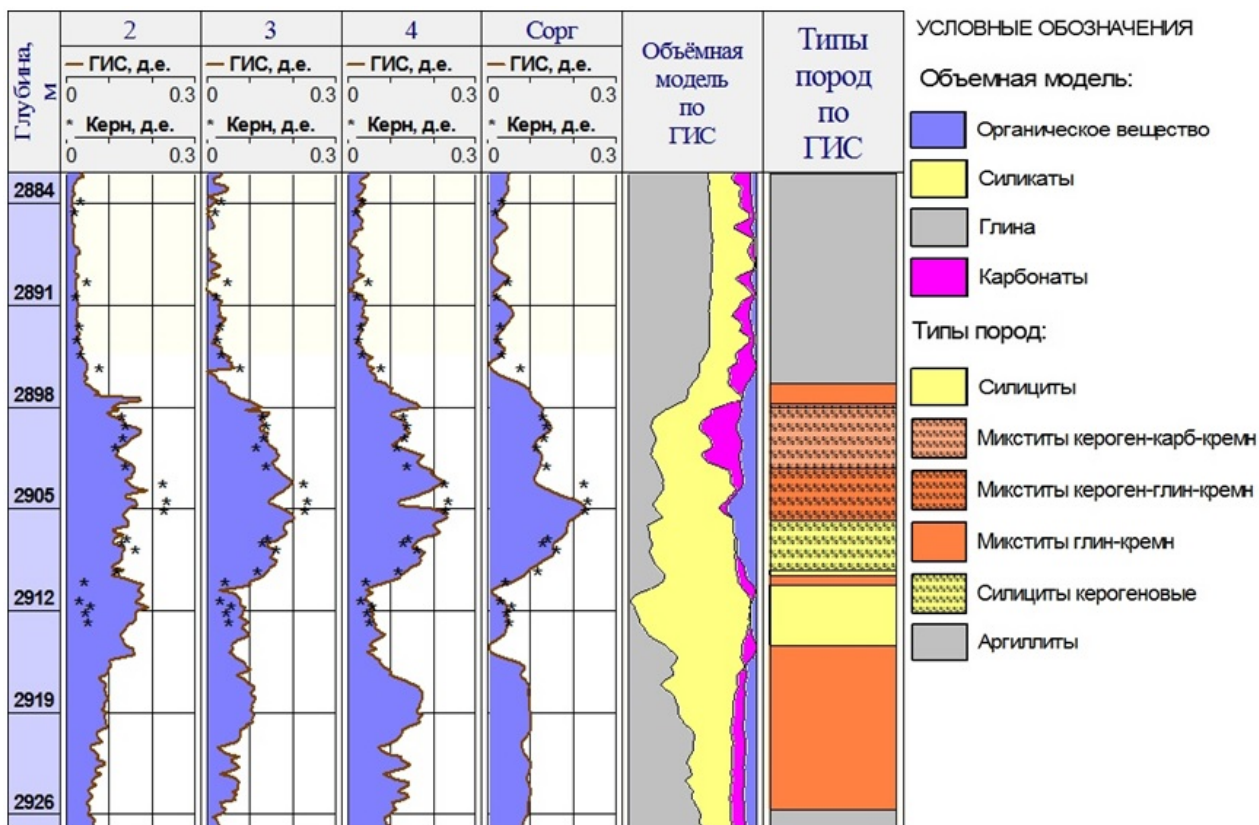 Глубина, м
2
— ГИС, д.е.
0 0.3
* Керн, д.е.
0 0.3
3
— ГИС, д.е.
0 0.3
* Керн, д.е.
0 0.3
4
— ГИС, д.е.
0 0.3
* Керн, д.е.
0 0.3
Сорг
— ГИС, д.е.
0 0.3
* Керн, д.е.
0 0.3
Объёмная
модель
по
ГИС
Типы
пород
по
ГИС
2884
2891
2898
2905
2912
2919
2926
УСЛОВНЫЕ ОБОЗНАЧЕНИЯ
Объемная модель:
Органическое вещество
Силикаты
Глина
Карбонаты
Типы пород:
Силициты
Микститы кероген-карб-кремн
Микститы кероген-глин-кремн
Микститы глин-кремн
Силициты керогеновые
Аргиллиты